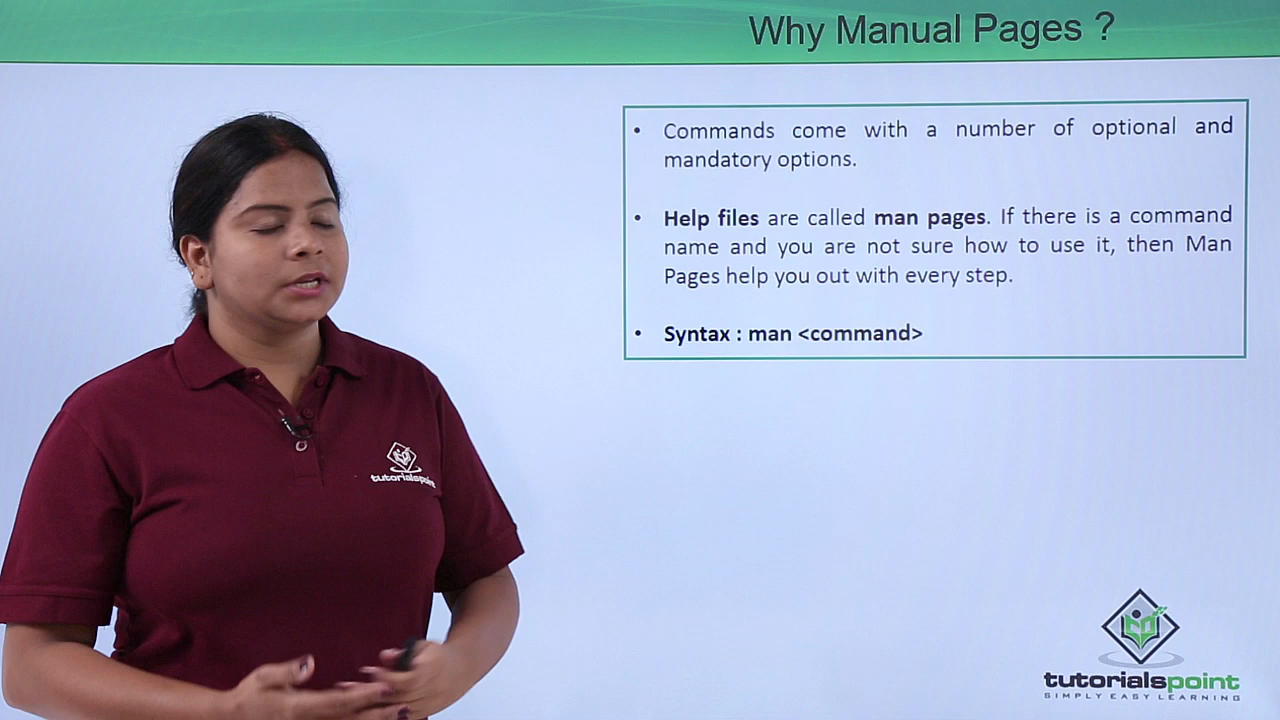 Why Manual Pages ?
• Commands come with a number of optional and
mandatory options.
• Help files are called man pages. If there is a command
name and you are not sure how to use it, then Man
Pages help you out with every step.
• Syntax : man <command>
tutorialspoint
tutorialspoint
SIMPLY EASY LEARNING